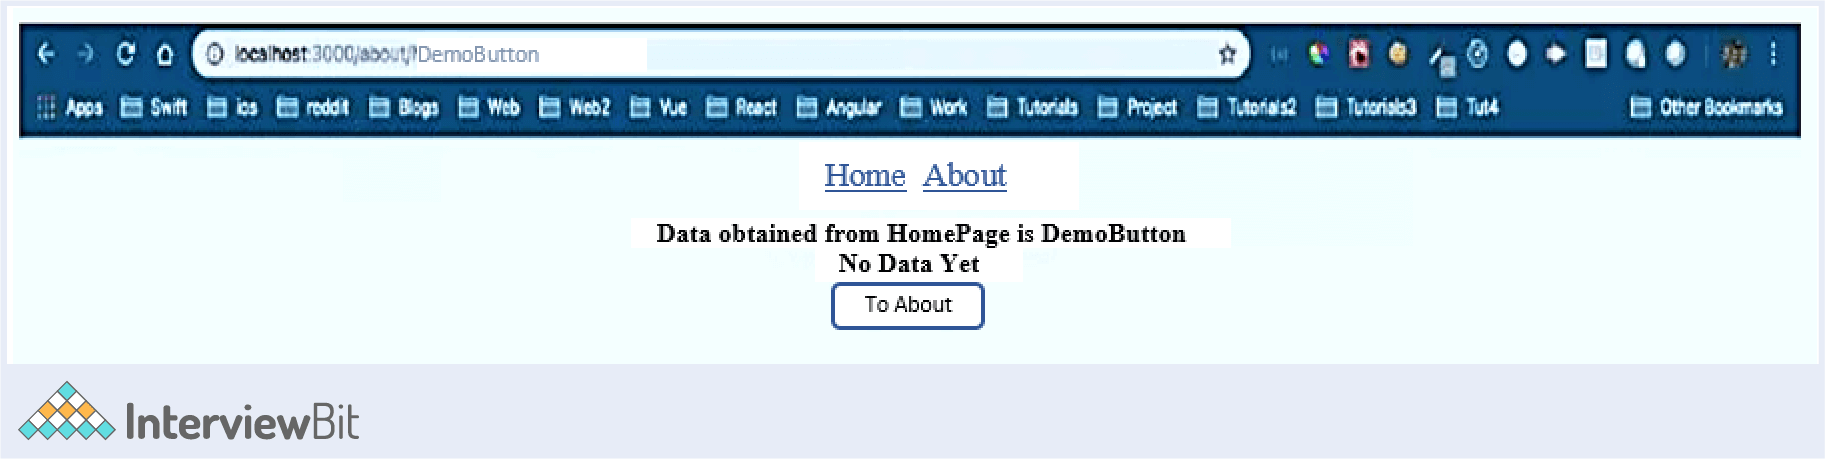 localhost:3000/about/?DemoButton
Apps Swift ios reddit Blogs Web Web2 Vue React Angular Work Tutorials Project Tutorials2 Tutorials3 Tut4 Other Bookmarks
Home About
Data obtained from HomePage is DemoButton
No Data Yet
To About
InterviewBit